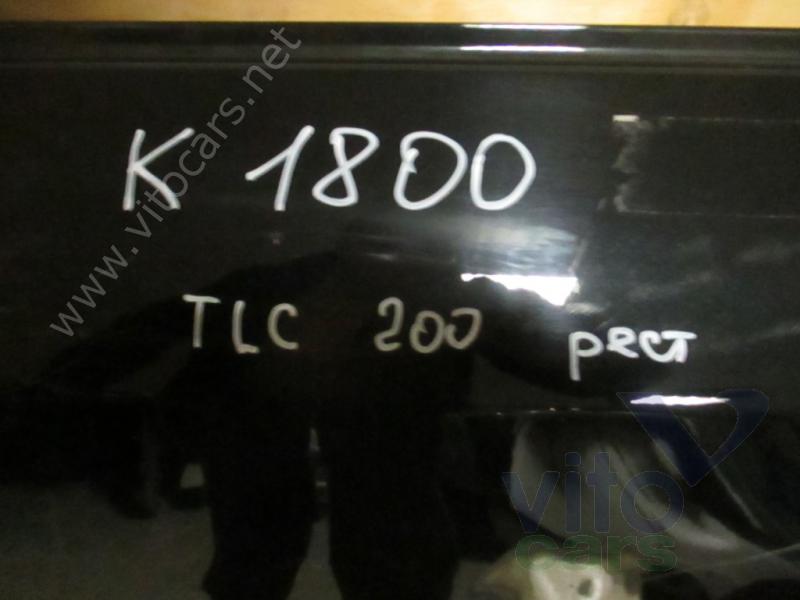 K 1800
TLC 200 рест
www.vitocars.net
vito
cars